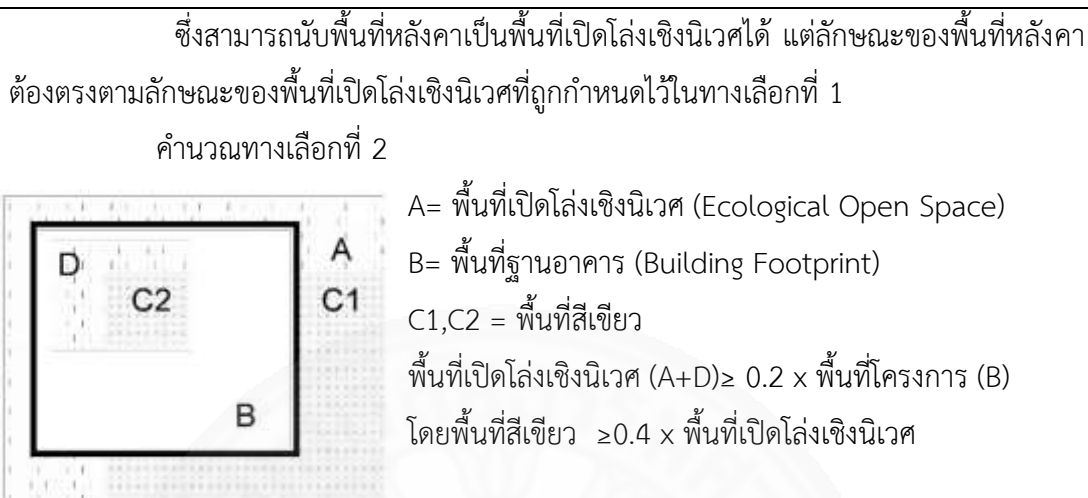 ซึ่งสามารถนับพื้นที่หลังคาเป็นพื้นที่เปิดโล่งเชิงนิเวศได้ แต่ลักษณะของพื้นที่หลังคา
ต้องตรงตามลักษณะของพื้นที่เปิดโล่งเชิงนิเวศที่ถูกกำหนดไว้ในทางเลือกที่ 1
คำนวณทางเลือกที่ 2
A= พื้นที่เปิดโล่งเชิงนิเวศ (Ecological Open Space)
B= พื้นที่ฐานอาคาร (Building Footprint)
C1,C2 = พื้นที่สีเขียว
พื้นที่เปิดโล่งเชิงนิเวศ (A+D)≥ 0.2 x พื้นที่โครงการ (B)
โดยพื้นที่สีเขียว ≥0.4 x พื้นที่เปิดโล่งเชิงนิเวศ
D
A
C2
C1
B